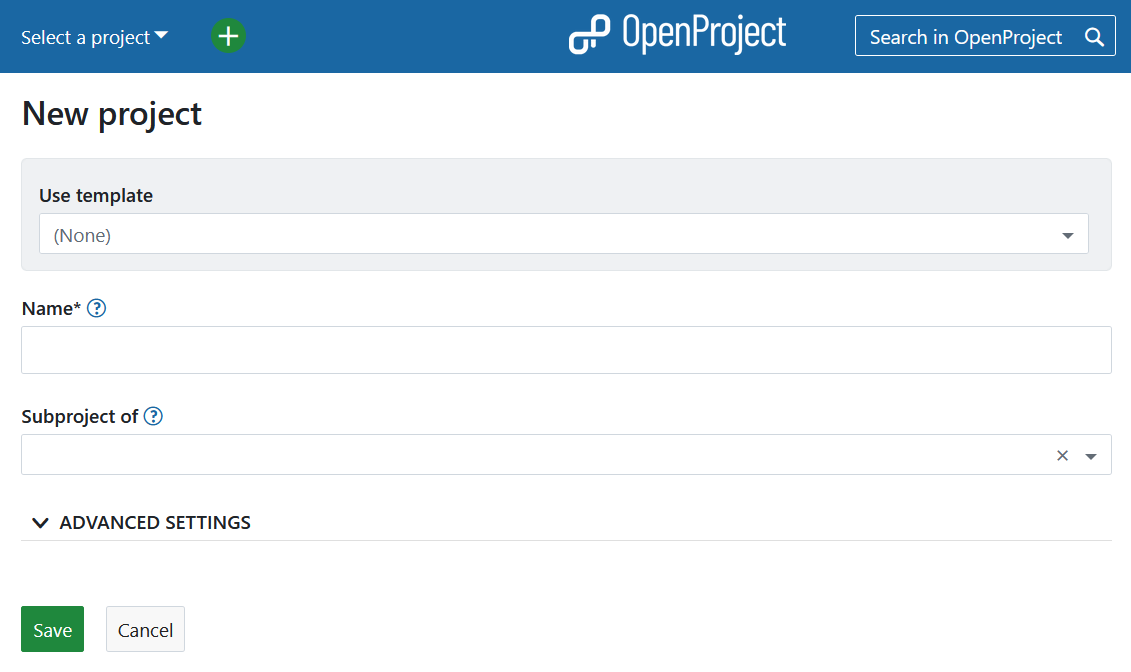 Select a project
OpenProject
Search in OpenProject
New project
Use template
(None)
Name*
Subproject of
ADVANCED SETTINGS
Save
Cancel